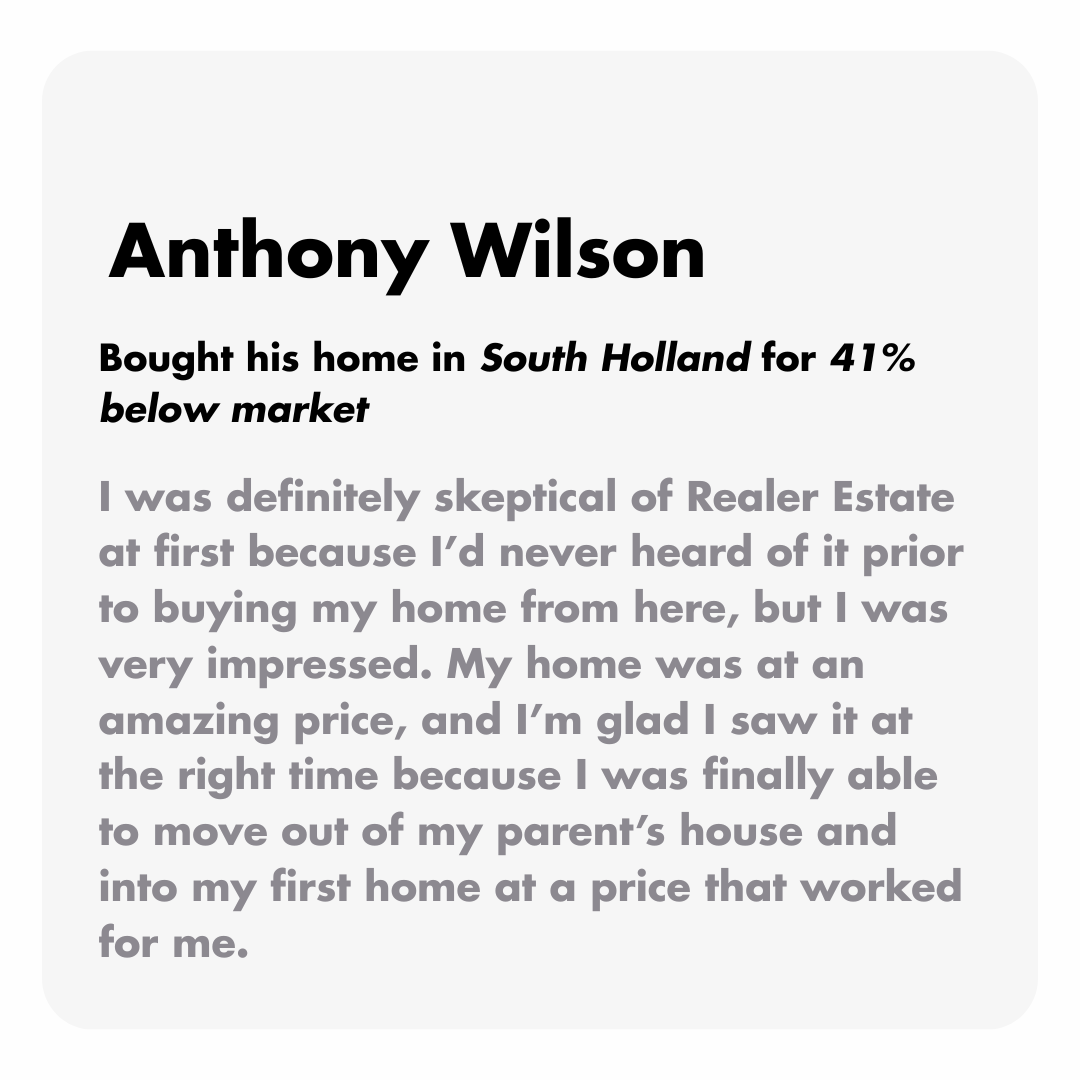 Anthony Wilson
Bought his home in South Holland for 41%
below market
I was definitely skeptical of Realer Estate
at first because I’d never heard of it prior
to buying my home from here, but I was
very impressed. My home was at an
amazing price, and I’m glad I saw it at
the right time because I was finally able
to move out of my parent’s house and
into my first home at a price that worked
for me.